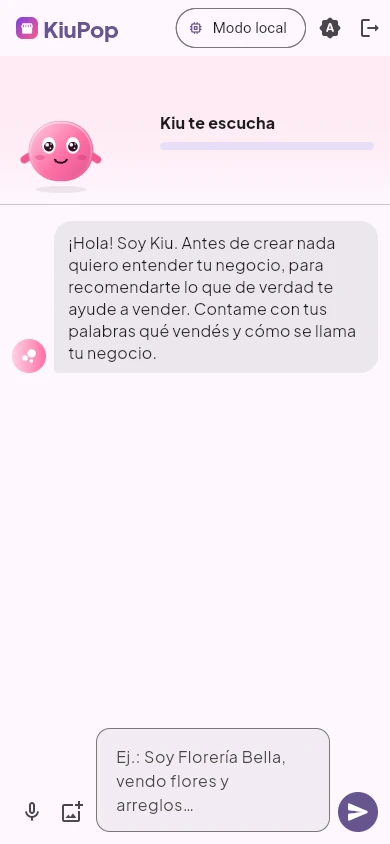 KiuPop
Modo local
A
Kiu te escucha
¡Hola! Soy Kiu. Antes de crear nada
quiero entender tu negocio, para
recomendarte lo que de verdad te
ayude a vender. Contame con tus
palabras qué vendés y cómo se llama
tu negocio.
Ej.: Soy Florería Bella,
vendo flores y
arreglos…